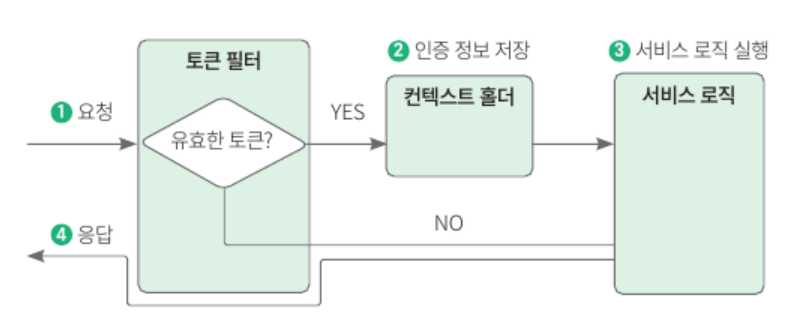 토큰 필터
❷ 인증 정보 저장
❸ 서비스 로직 실행
컨텍스트 홀더
서비스 로직
❶ 요청
YES
유효한 토큰?
NO
❹ 응답